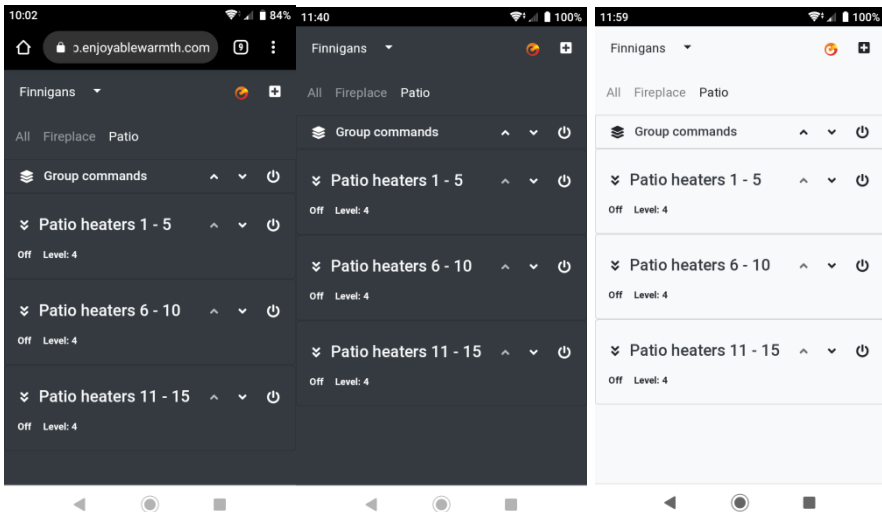 10:02 84%
ɔ.enjoyablewarmth.com 9
Finnigans
All Fireplace Patio
Group commands
Patio heaters 1 - 5
Off Level: 4
Patio heaters 6 - 10
Off Level: 4
Patio heaters 11 - 15
Off Level: 4
11:40 100%
Finnigans
All Fireplace Patio
Group commands
Patio heaters 1 - 5
Off Level: 4
Patio heaters 6 - 10
Off Level: 4
Patio heaters 11 - 15
Off Level: 4
11:59 100%
Finnigans
All Fireplace Patio
Group commands
Patio heaters 1 - 5
Off Level: 4
Patio heaters 6 - 10
Off Level: 4
Patio heaters 11 - 15
Off Level: 4